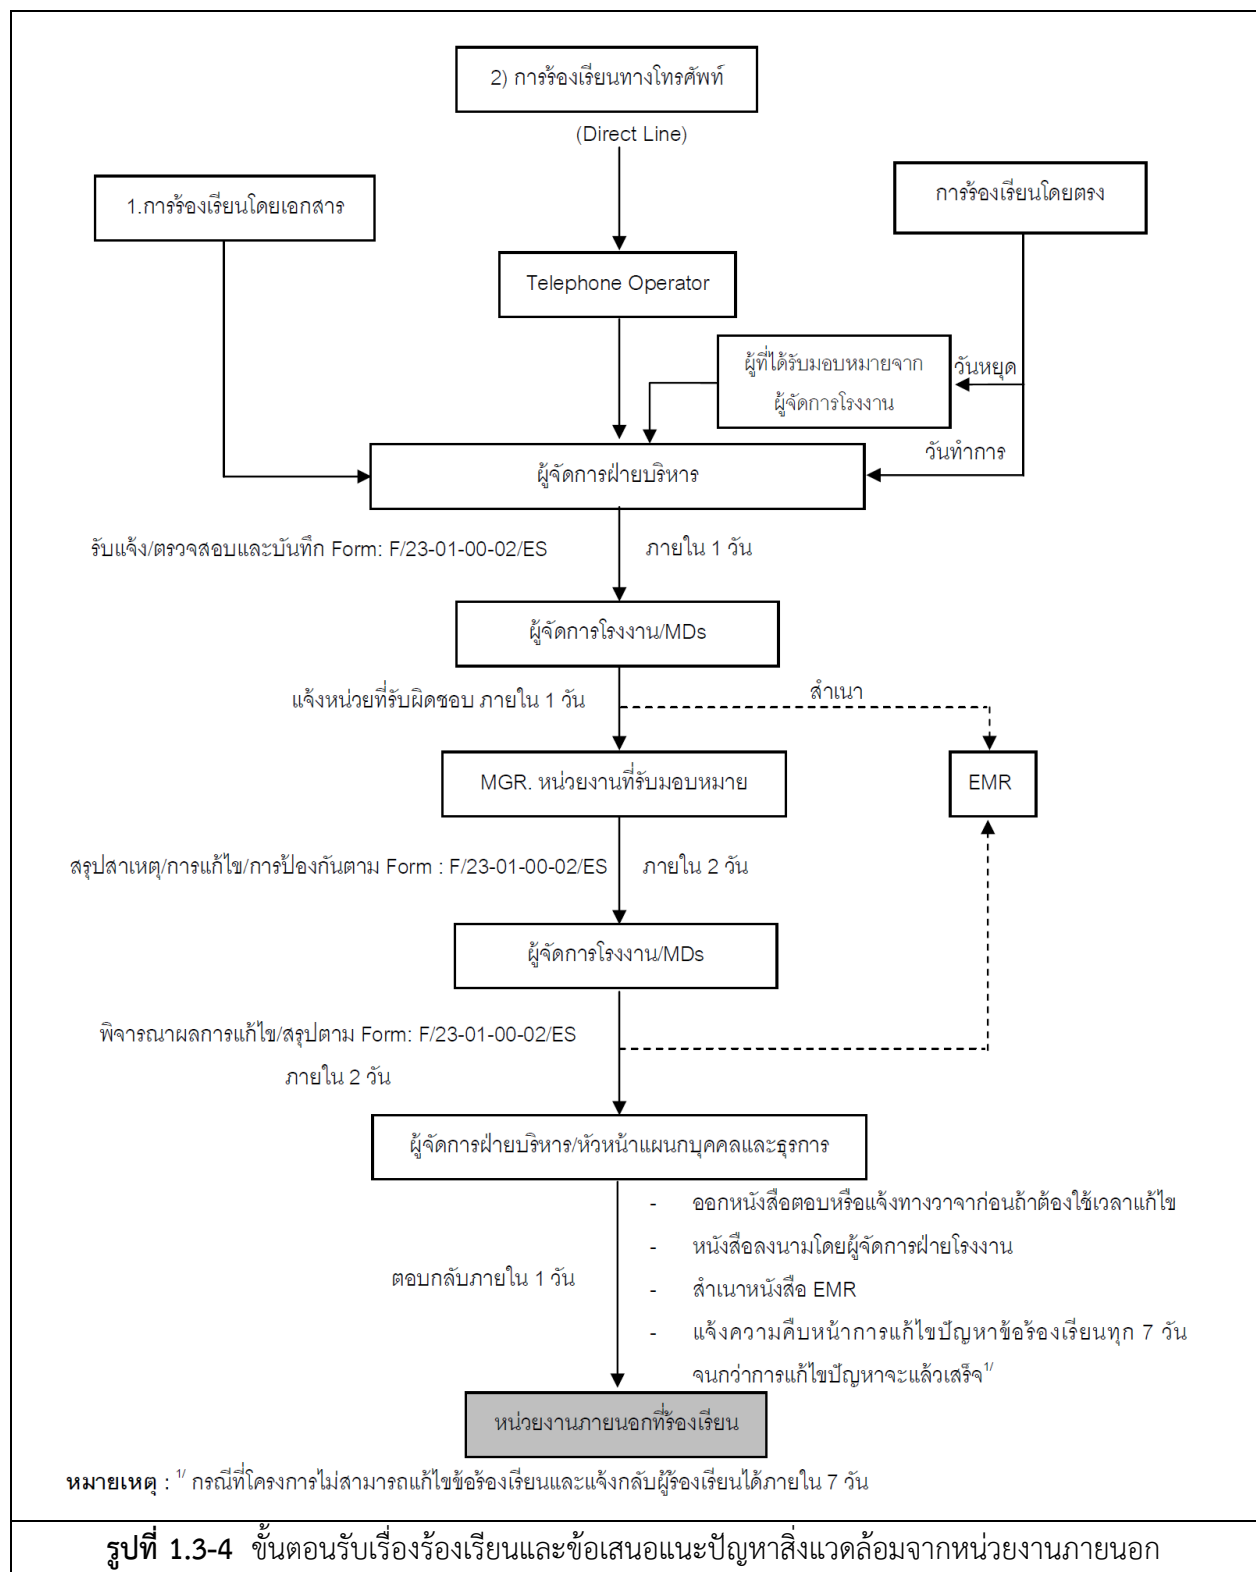 2) การร้องเรียนทางโทรศัพท์
(Direct Line)
1.การร้องเรียนโดยเอกสาร
การร้องเรียนโดยตรง
Telephone Operator
ผู้ที่ได้รับมอบหมายจาก
ผู้จัดการโรงงาน
วันหยุด
วันทำการ
ผู้จัดการฝ่ายบริหาร
รับแจ้ง/ตรวจสอบและบันทึก Form: F/23-01-00-02/ES
ภายใน 1 วัน
ผู้จัดการโรงงาน/MDs
แจ้งหน่วยที่รับผิดชอบ ภายใน 1 วัน
สำเนา
MGR. หน่วยงานที่รับมอบหมาย
EMR
สรุปสาเหตุ/การแก้ไข/การป้องกันตาม Form : F/23-01-00-02/ES
ภายใน 2 วัน
ผู้จัดการโรงงาน/MDs
พิจารณาผลการแก้ไข/สรุปตาม Form: F/23-01-00-02/ES
ภายใน 2 วัน
ผู้จัดการฝ่ายบริหาร/หัวหน้าแผนกบุคคลและธุรการ
- ออกหนังสือตอบหรือแจ้งทางวาจาก่อนถ้าต้องใช้เวลาแก้ไข
- หนังสือลงนามโดยผู้จัดการฝ่ายโรงงาน
ตอบกลับภายใน 1 วัน
- สำเนาหนังสือ EMR
- แจ้งความคืบหน้าการแก้ไขปัญหาข้อร้องเรียนทุก 7 วัน
จนกว่าการแก้ไขปัญหาจะแล้วเสร็จ1/
หน่วยงานภายนอกที่ร้องเรียน
หมายเหตุ : 1/ กรณีที่โครงการไม่สามารถแก้ไขข้อร้องเรียนและแจ้งกลับผู้ร้องเรียนได้ภายใน 7 วัน
รูปที่ 1.3-4 ขั้นตอนรับเรื่องร้องเรียนและข้อเสนอแนะปัญหาสิ่งแวดล้อมจากหน่วยงานภายนอก